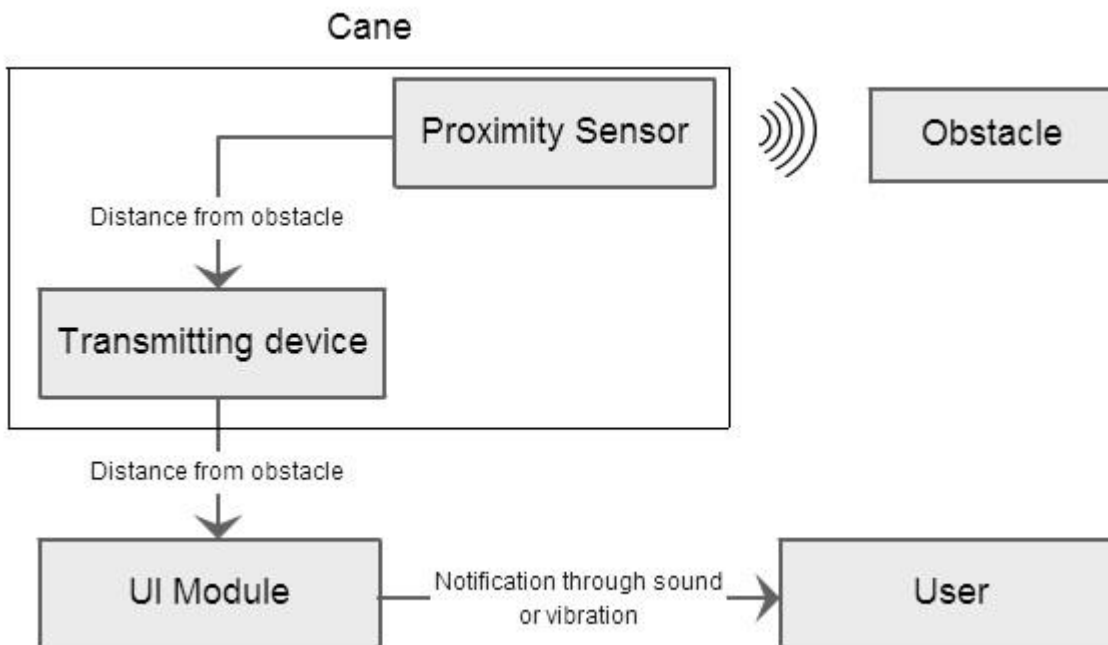 Cane
Proximity Sensor
Obstacle
Distance from obstacle
Transmitting device
Distance from obstacle
UI Module
Notification through sound
or vibration
User